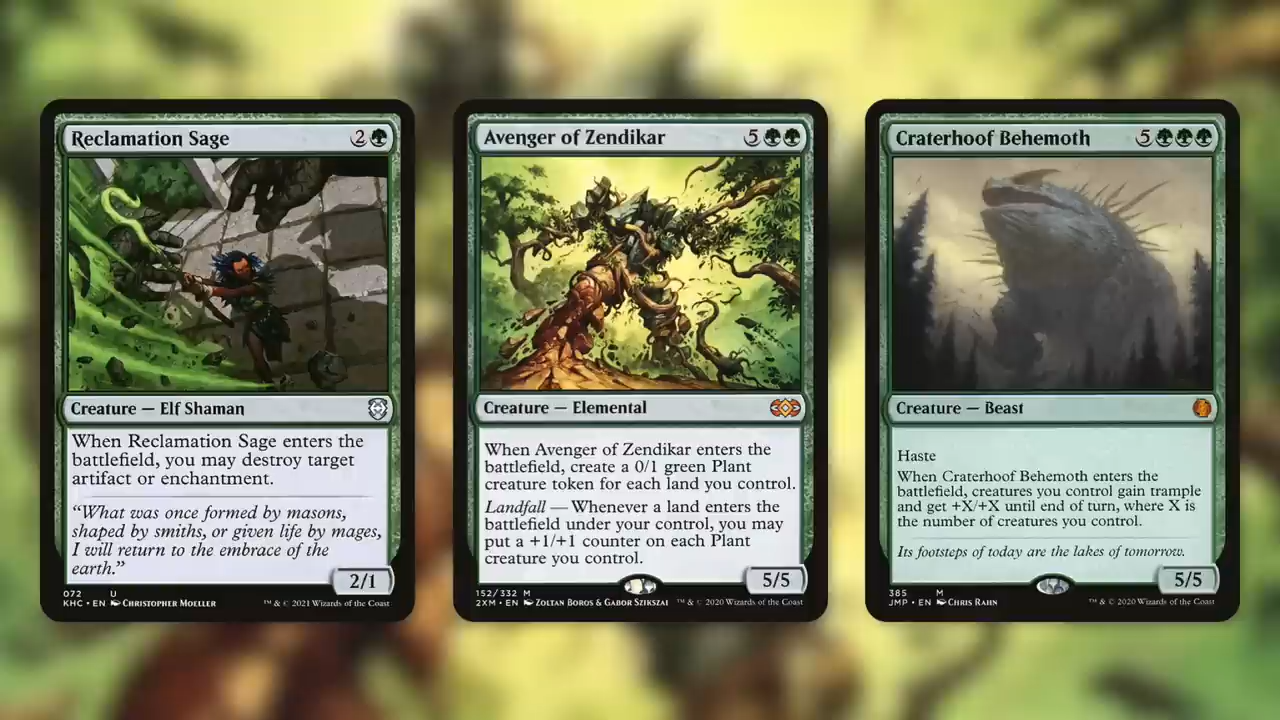 Reclamation Sage 2
Creature — Elf Shaman
When Reclamation Sage enters the
battlefield, you may destroy target
artifact or enchantment.
“What was once formed by masons,
shaped by smiths, or given life by mages,
I will return to the embrace of the
earth.”
2/1
072 U
KHC • EN Christopher Moeller ™ & © 2021 Wizards of the Coast
Avenger of Zendikar 5
Creature — Elemental
When Avenger of Zendikar enters the
battlefield, create a 0/1 green Plant
creature token for each land you control.
Landfall — Whenever a land enters the
battlefield under your control, you may
put a +1/+1 counter on each Plant
creature you control.
5/5
152/332 M
2XM • EN Zoltan Boros & Gabor Szikszai ™ & © 2020 Wizards of the Coast
Craterhoof Behemoth 5
Creature — Beast
Haste
When Craterhoof Behemoth enters the
battlefield, creatures you control gain trample
and get +X/+X until end of turn, where X is
the number of creatures you control.
Its footsteps of today are the lakes of tomorrow.
5/5
385 M
JMP • EN Chris Rahn ™ & © 2020 Wizards of the Coast